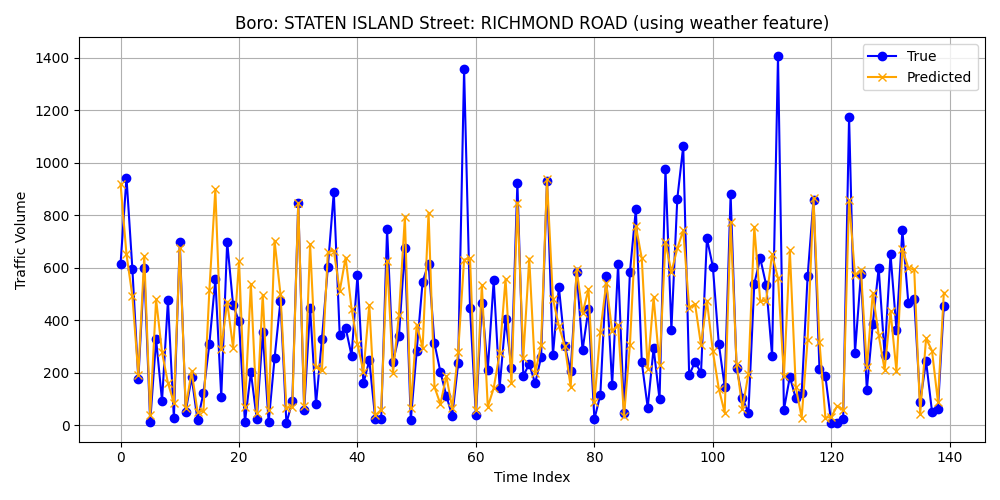 Boro: STATEN ISLAND Street: RICHMOND ROAD (using weather feature)
Traffic Volume
1400
1200
1000
800
600
400
200
0
True
Predicted
0 20 40 60 80 100 120 140
Time Index